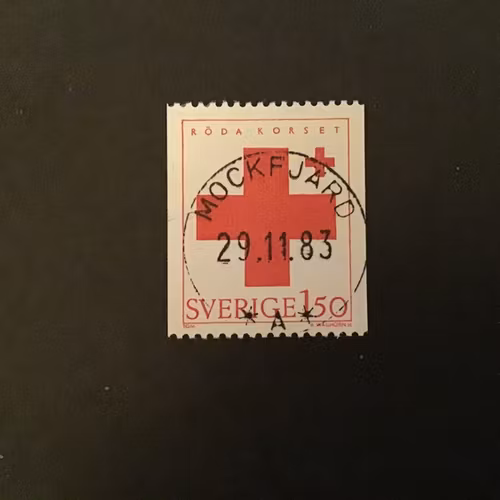 RÖDA KORSET
MOCKFJÄRD
29.11.83
SVERIGE 150
* A *